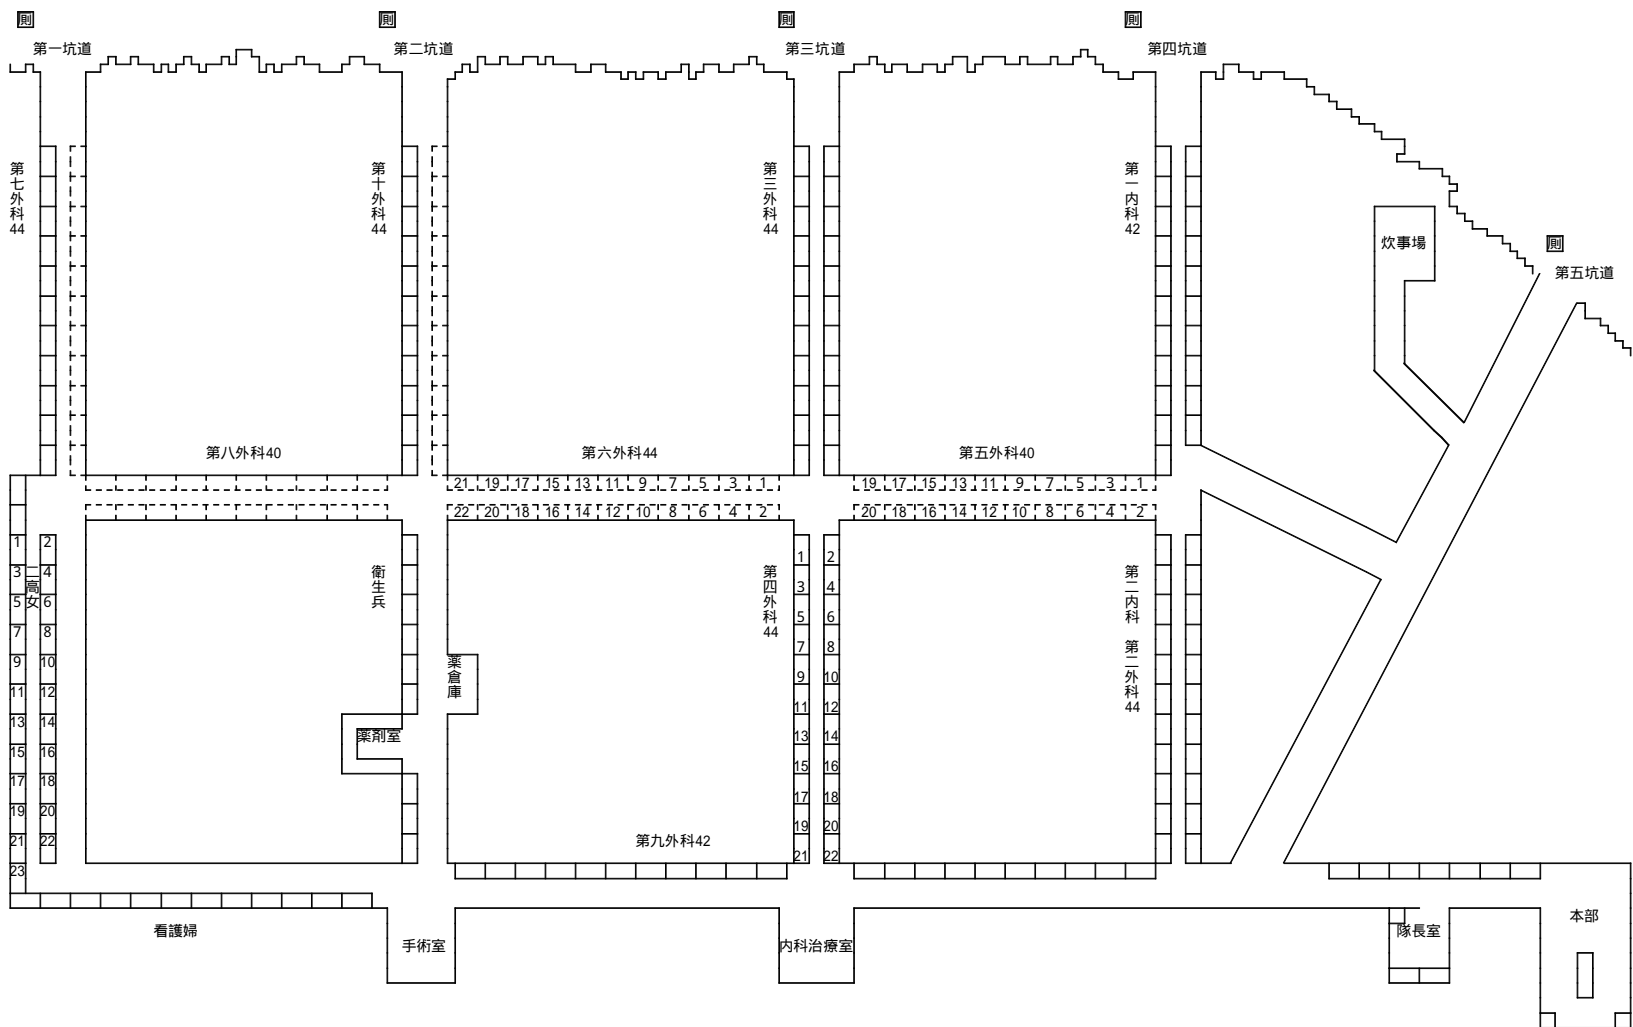 厠 厠 厠 厠
第一坑道 第二坑道 第三坑道 第四坑道
第七外科44
第十外科44
第三外科44
第一内科42
炊事場
厠
第五坑道
第八外科40 第六外科44 第五外科40
21 19 17 15 13 11 9 7 5 3 1
19 17 15 13 11 9 7 5 3 1
22 20 18 16 14 12 10 8 6 4 2
20 18 16 14 12 10 8 6 4 2
二高女
1 2
3 4
5 6
7 8
9 10
11 12
13 14
15 16
17 18
19 20
21 22
23
衛生兵
第四外科44
1 2
3 4
5 6
7 8
9 10
11 12
13 14
15 16
17 18
19 20
21 22
第二内科 第二外科44
薬倉庫
薬剤室
第九外科42
看護婦
手術室
内科治療室
隊長室
本部